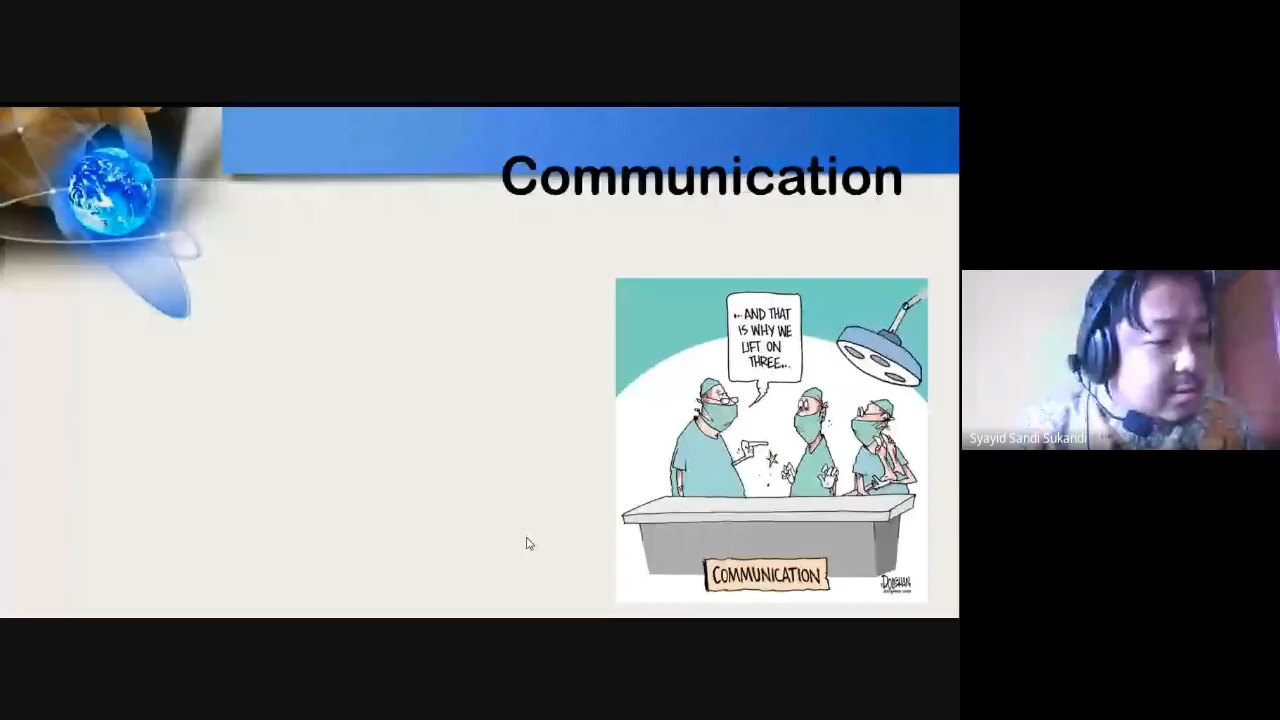 Communication
...AND THAT
IS WHY WE
LIFT ON
THREE...
COMMUNICATION
Syayid Sandi Sukandi